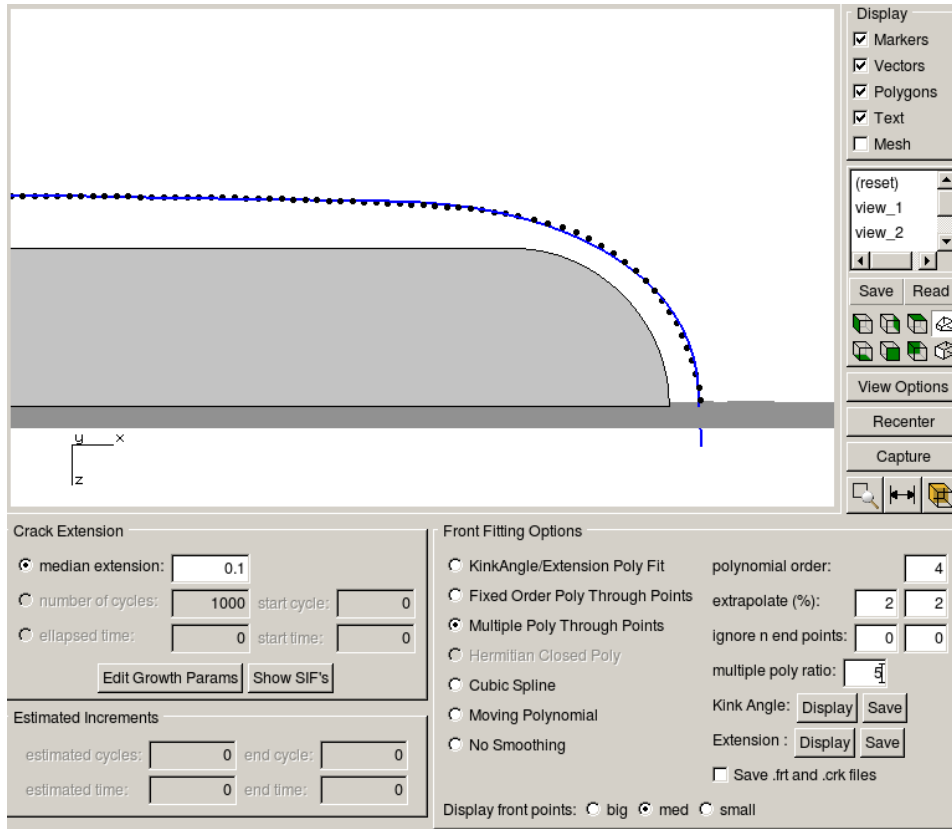 Display
Markers
Vectors
Polygons
Text
Mesh
(reset)
view_1
view_2
Save Read
View Options
Recenter
Capture
y x
z
Crack Extension
median extension: 0.1
number of cycles: 1000 start cycle: 0
ellapsed time: 0 start time: 0
Edit Growth Params Show SIF's
Estimated Increments
estimated cycles: 0 end cycle: 0
estimated time: 0 end time: 0
Front Fitting Options
KinkAngle/Extension Poly Fit
Fixed Order Poly Through Points
Multiple Poly Through Points
Hermitian Closed Poly
Cubic Spline
Moving Polynomial
No Smoothing
polynomial order: 4
extrapolate (%): 2 2
ignore n end points: 0 0
multiple poly ratio: 5
Kink Angle: Display Save
Extension : Display Save
Save .frt and .crk files
Display front points: big med small